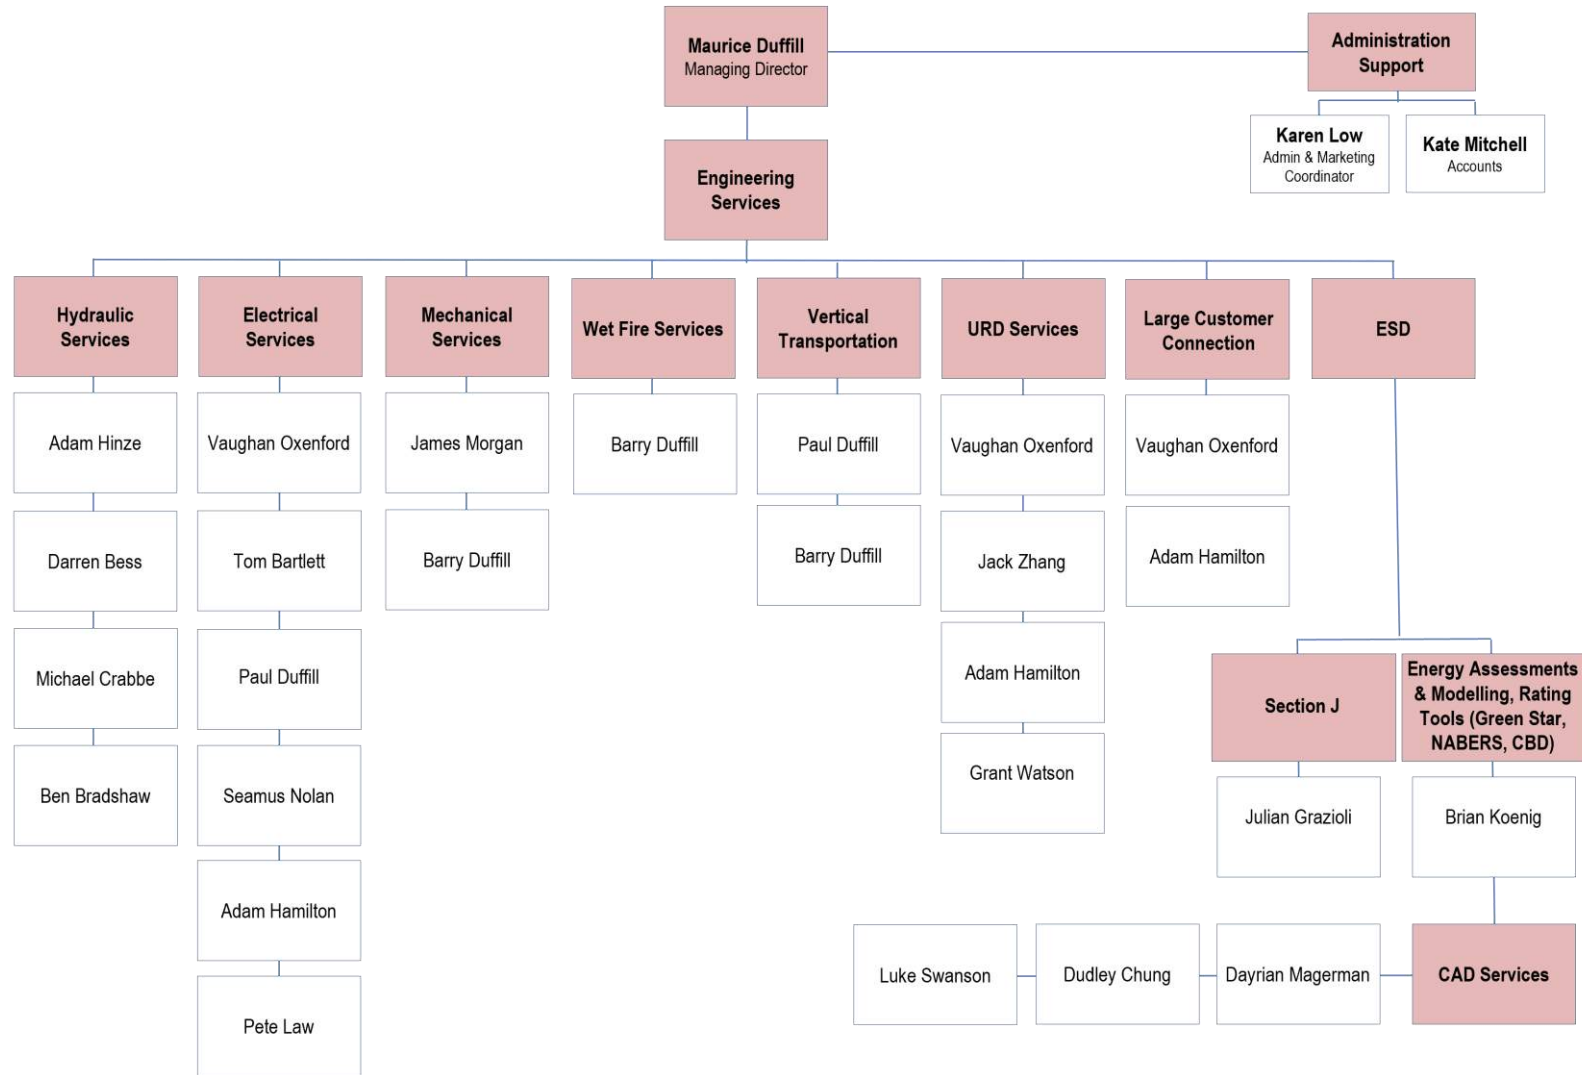 Maurice Duffill
Managing Director
Administration
Support
Karen Low
Admin & Marketing
Coordinator
Kate Mitchell
Accounts
Engineering
Services
Hydraulic
Services
Electrical
Services
Mechanical
Services
Wet Fire Services
Vertical
Transportation
URD Services
Large Customer
Connection
ESD
Adam Hinze
Vaughan Oxenford
James Morgan
Barry Duffill
Paul Duffill
Vaughan Oxenford
Vaughan Oxenford
Darren Bess
Tom Bartlett
Barry Duffill
Barry Duffill
Jack Zhang
Adam Hamilton
Michael Crabbe
Paul Duffill
Adam Hamilton
Section J
Energy Assessments
& Modelling, Rating
Tools (Green Star,
NABERS, CBD)
Ben Bradshaw
Seamus Nolan
Grant Watson
Julian Grazioli
Brian Koenig
Adam Hamilton
Luke Swanson
Dudley Chung
Dayrian Magerman
CAD Services
Pete Law